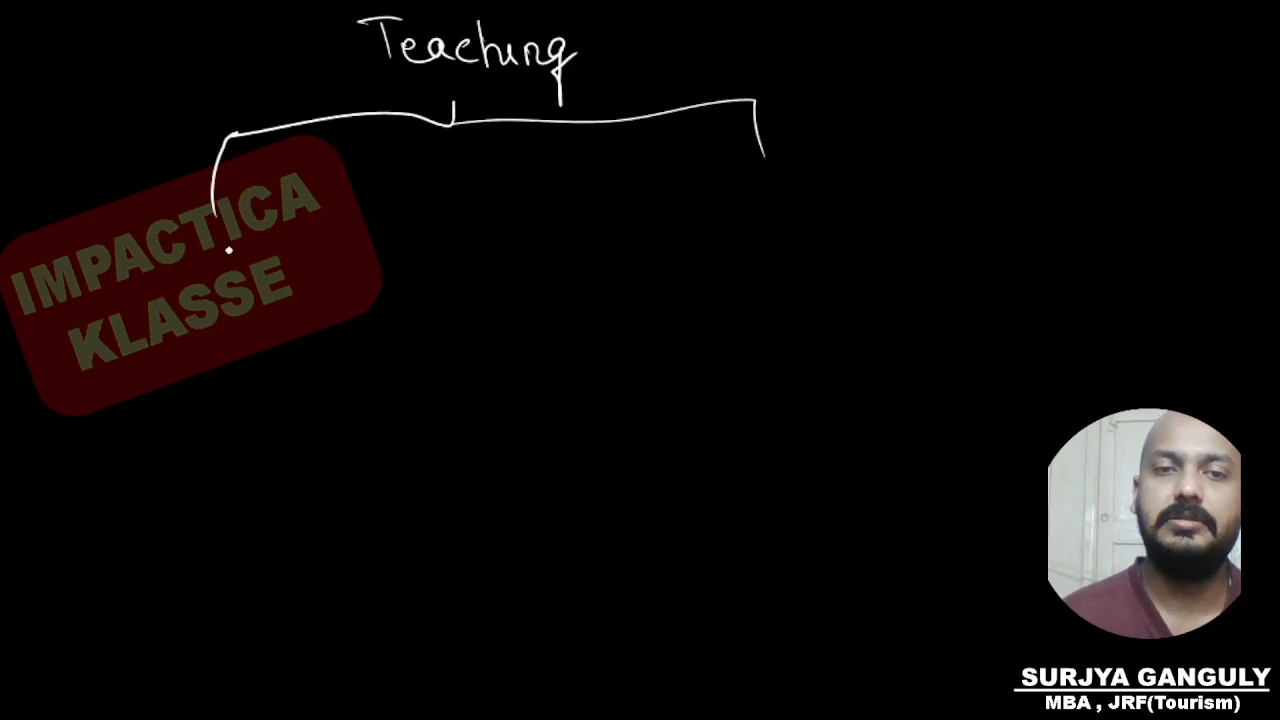 Teaching
IMPACTICA
KLASSE
SURJYA GANGULY
MBA , JRF(Tourism)